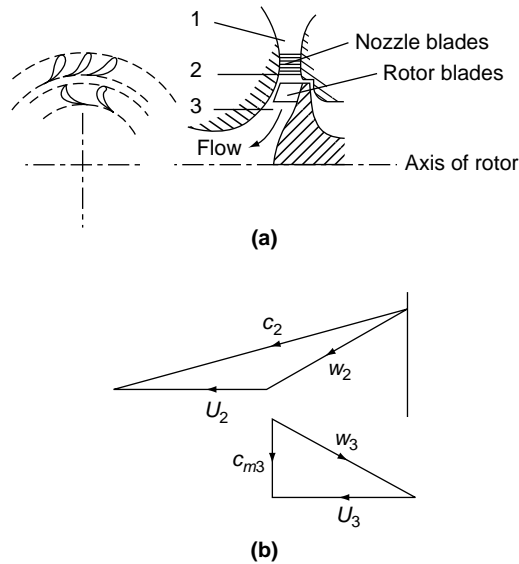 1
Nozzle blades
2
Rotor blades
3
Flow
Axis of rotor
(a)
c2
w2
U2
w3
cm3
U3
(b)